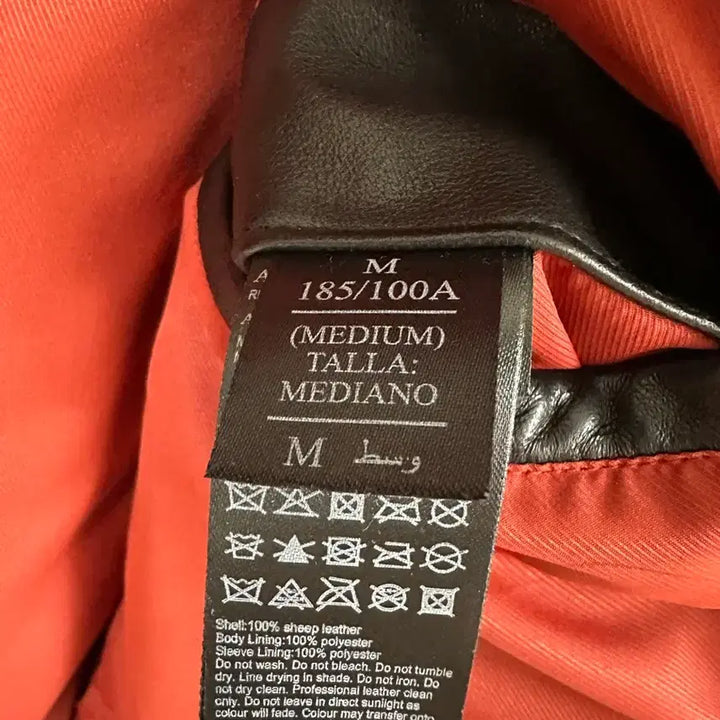 M
185/100A
(MEDIUM)
TALLA:
MEDIANO
M وسط
Shell:100% sheep leather
Body Lining:100% polyester
Sleeve Lining:100% polyester
Do not wash. Do not bleach. Do not tumble
dry. Line drying in shade. Do not iron. Do
not dry clean. Professional leather clean
only. Do not leave in direct sunlight as
colour will fade. Colour may transfer onto